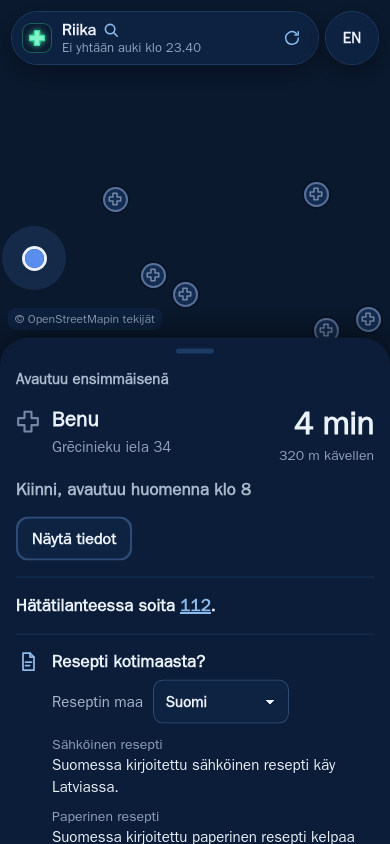 Riika
Ei yhtään auki klo 23.40
EN
© OpenStreetMapin tekijät
Avautuu ensimmäisenä
Benu
4 min
Grēcinieku iela 34
320 m kävellen
Kiinni, avautuu huomenna klo 8
Näytä tiedot
Hätätilanteessa soita 112.
Resepti kotimaasta?
Reseptin maa
Suomi
Sähköinen resepti
Suomessa kirjoitettu sähköinen resepti käy
Latviassa.
Paperinen resepti
Suomessa kirjoitettu paperinen resepti kelpaa